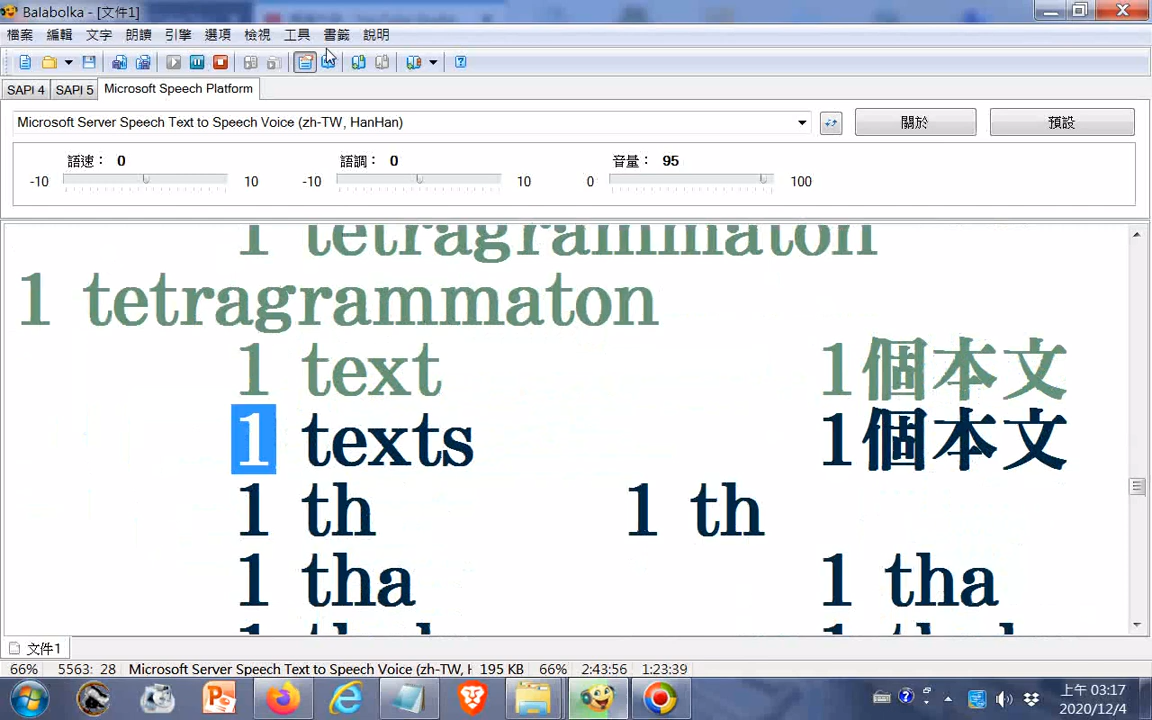 Balabolka - [文件1]
檔案 編輯 文字 朗讀 引擎 選項 檢視 工具 書籤 說明
SAPI 4 SAPI 5 Microsoft Speech Platform
Microsoft Server Speech Text to Speech Voice (zh-TW, HanHan) 關於 預設
語速： 0 語調： 0 音量： 95
-10 10 -10 10 0 100
1 tetragrammaton
1 tetragrammaton
1 text 1個本文
1 texts 1個本文
1 th 1 th
1 tha 1 tha
文件1
66% 5563: 28 Microsoft Server Speech Text to Speech Voice (zh-TW, H 195 KB 66% 2:43:56 1:23:39
上午 03:17
2020/12/4